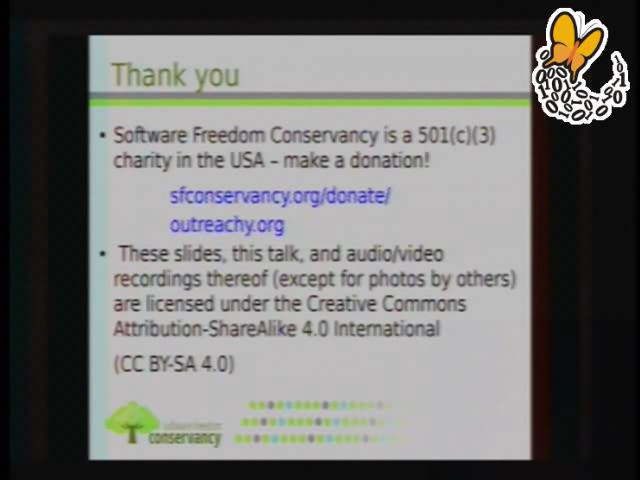 Thank you
• Software Freedom Conservancy is a 501(c)(3)
charity in the USA – make a donation!
sfconservancy.org/donate/
outreachy.org
• These slides, this talk, and audio/video
recordings thereof (except for photos by others)
are licensed under the Creative Commons
Attribution-ShareAlike 4.0 International
(CC BY-SA 4.0)
software freedom
conservancy